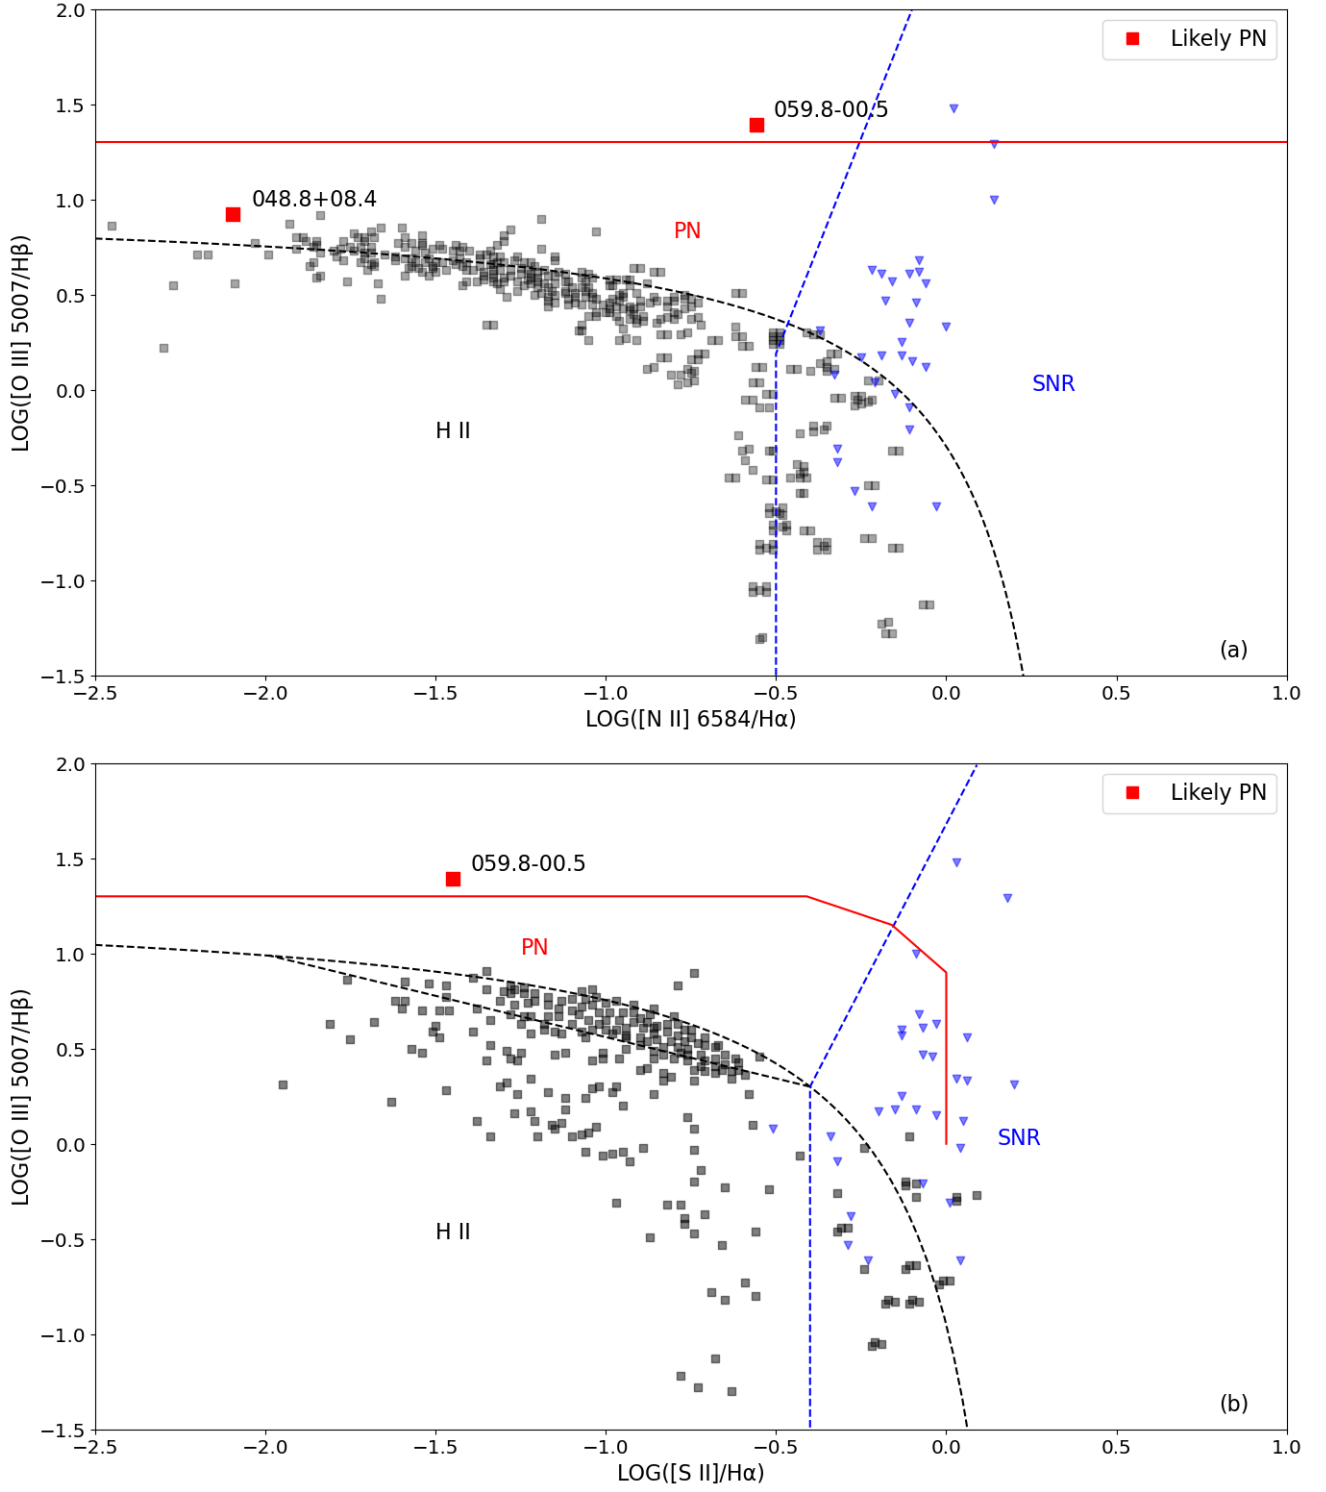 2.0
1.5
1.0
0.5
0.0
−0.5
−1.0
−1.5
LOG([O III] 5007/Hβ)
Likely PN
059.8-00.5
048.8+08.4
PN
SNR
H II
(a)
−2.5 −2.0 −1.5 −1.0 −0.5 0.0 0.5 1.0
LOG([N II] 6584/Hα)
2.0
1.5
1.0
0.5
0.0
−0.5
−1.0
−1.5
LOG([O III] 5007/Hβ)
Likely PN
059.8-00.5
PN
SNR
H II
(b)
−2.5 −2.0 −1.5 −1.0 −0.5 0.0 0.5 1.0
LOG([S II]/Hα)